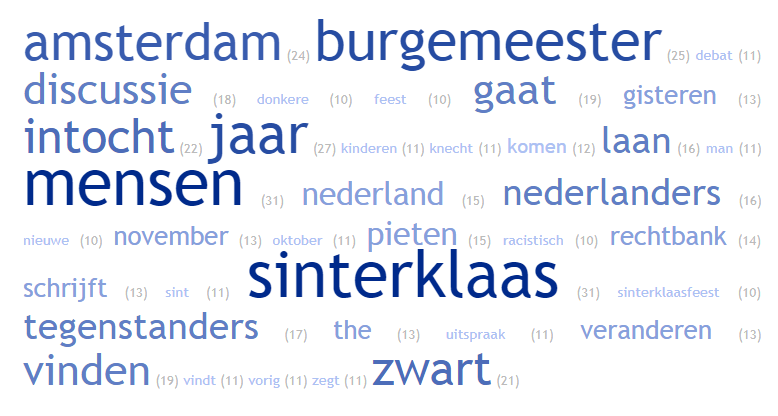 amsterdam (24) burgemeester (25) debat (11)
discussie (18) donkere (10) feest (10) gaat (19) gisteren (13)
intocht (22) jaar (27) kinderen (11) knecht (11) komen (12) laan (16) man (11)
mensen (31) nederland (15) nederlanders (16)
nieuwe (10) november (13) oktober (11) pieten (15) racistisch (10) rechtbank (14)
schrijft (13) sint (11) sinterklaas (31) sinterklaasfeest (10)
tegenstanders (17) the (13) uitspraak (11) veranderen (13)
vinden (19) vindt (11) vorig (11) zegt (11) zwart (21)